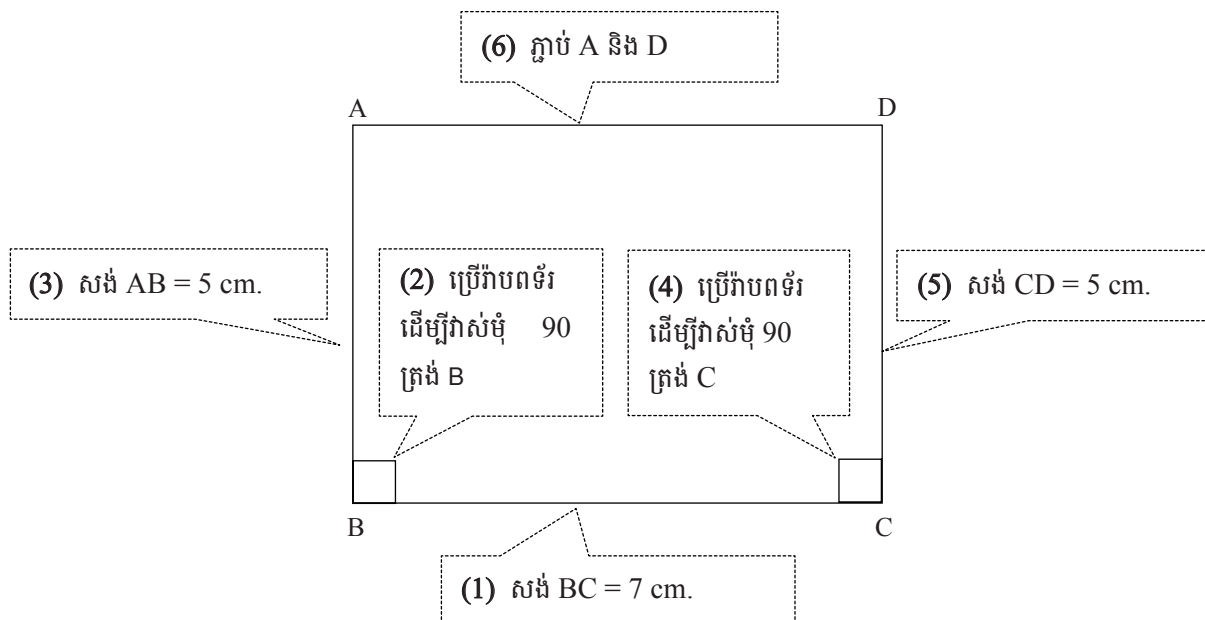 (6) ភ្ជាប់ A និង D
A
D
(3) សង់ AB = 5 cm.
(2) ប្រើរ៉ាបព័រទ័រ
ដើម្បីវាស់មុំ 90
ត្រង់ B
(4) ប្រើរ៉ាបពទ័រ
ដើម្បីវាស់មុំ 90
ត្រង់ C
(5) សង់ CD = 5 cm.
B
C
(1) សង់ BC = 7 cm.